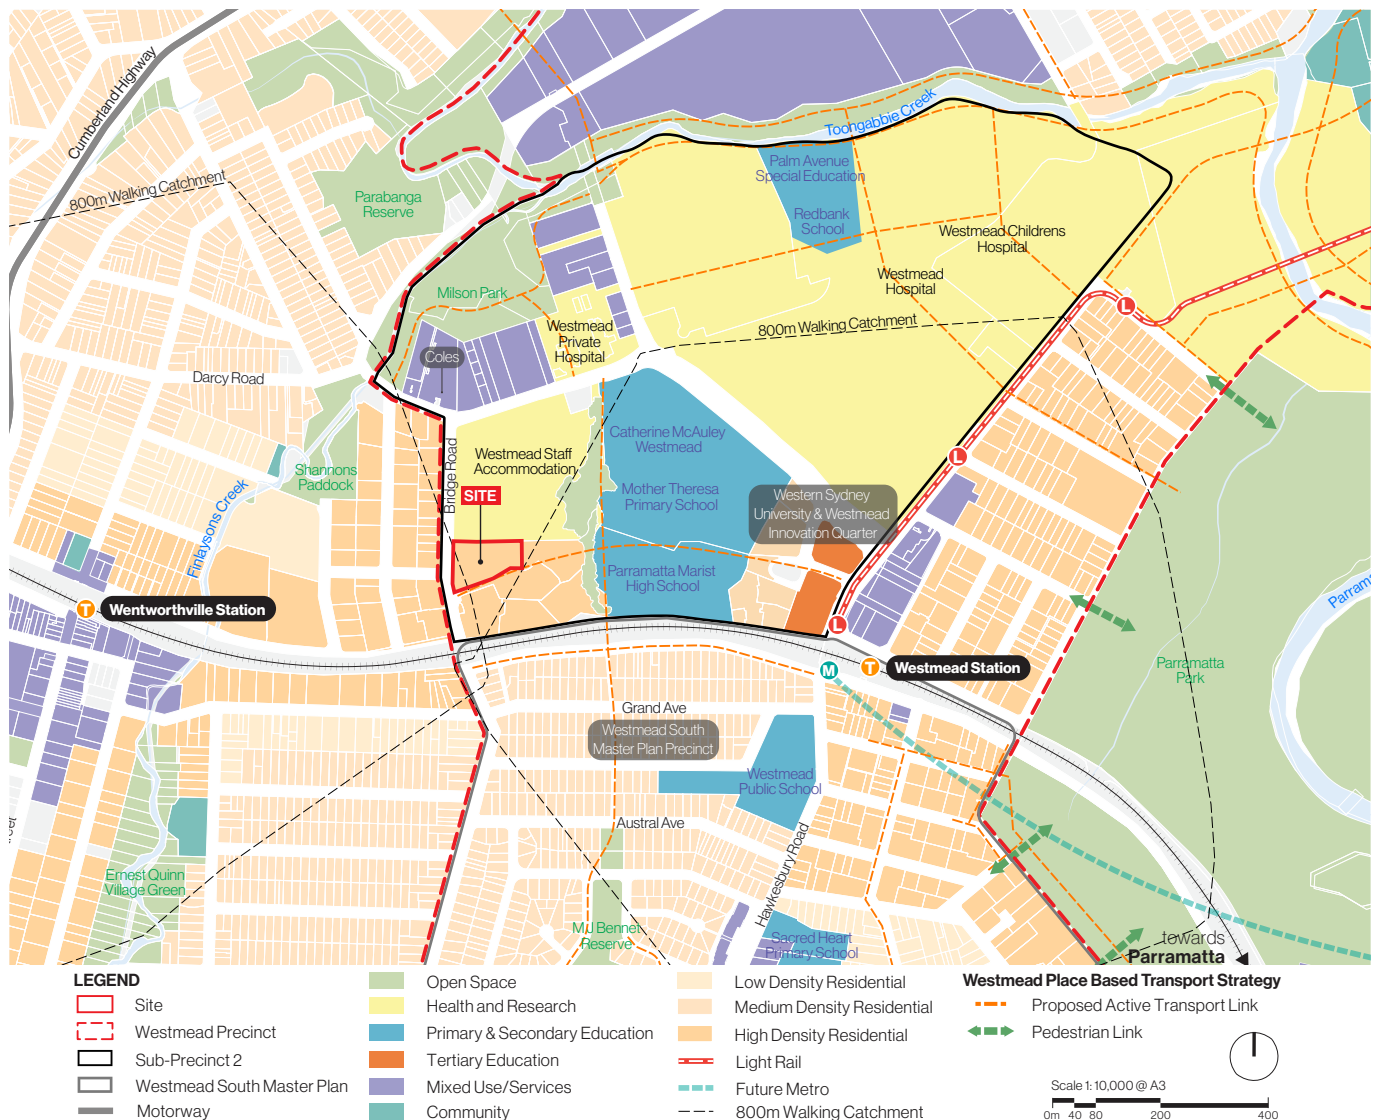 Cumberland Highway
800m Walking Catchment
Parabanga
Reserve
Toongabbie Creek
Palm Avenue
Special Education
Redbank
School
Westmead Childrens
Hospital
Westmead
Hospital
800m Walking Catchment
Milson Park
Westmead
Private
Hospital
Coles
Darcy Road
Bridge Road
Westmead Staff
Accommodation
SITE
Catherine McAuley
Westmead
Mother Theresa
Primary School
Parramatta Marist
High School
Western Sydney
University & Westmead
Innovation Quarter
Shannons
Paddock
Finlaysons Creek
L
L
L
T
Wentworthville Station
M
T
Westmead Station
Parramatta
Park
Grand Ave
Westmead South
Master Plan Precinct
Westmead
Public School
Austral Ave
Hawkesbury Road
Ernest Quinn
Village Green
M J Bennet
Reserve
Sacred Heart
Primary School
towards
Parramatta
LEGEND
Site
Westmead Precinct
Sub-Precinct 2
Westmead South Master Plan
Motorway
Open Space
Health and Research
Primary & Secondary Education
Tertiary Education
Mixed Use/Services
Community
Low Density Residential
Medium Density Residential
High Density Residential
Light Rail
Future Metro
800m Walking Catchment
Westmead Place Based Transport Strategy
Proposed Active Transport Link
Pedestrian Link
Scale 1:10,000 @ A3
0m 40 80 200 400